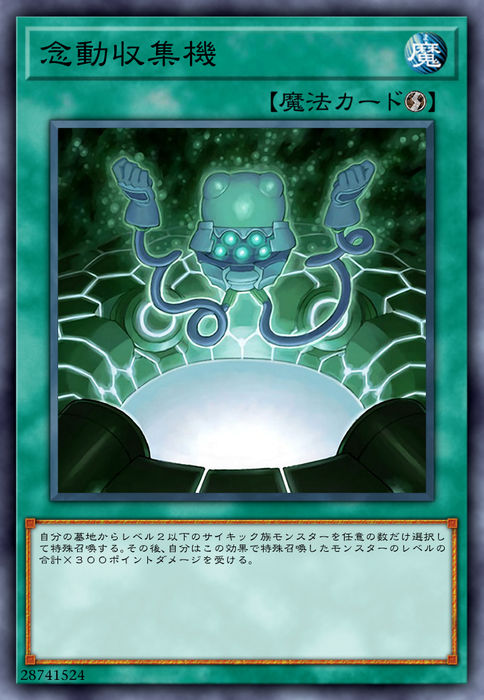 念動収集機
魔
【魔法カード】
自分の墓地からレベル２以下のサイキック族モンスターを任意の数だけ選択し
て特殊召喚する。その後、自分はこの効果で特殊召喚したモンスターのレベルの
合計×３００ポイントダメージを受ける。
28741524